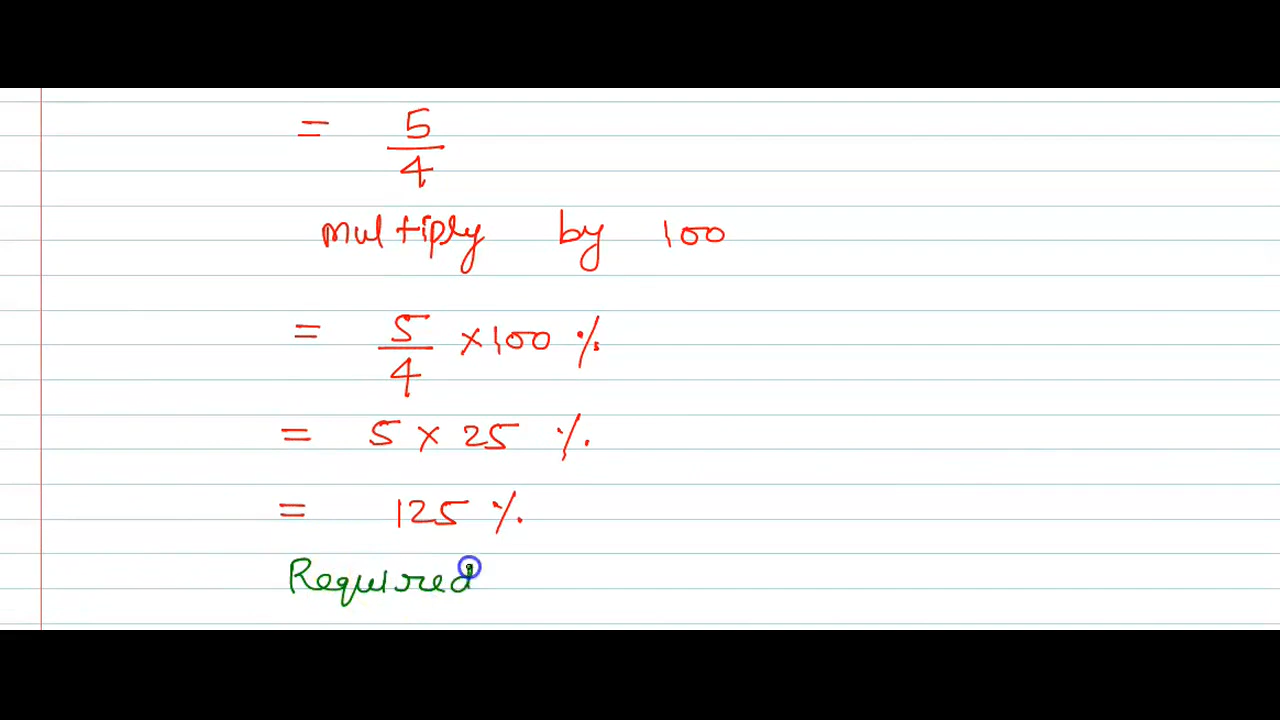 = 5/4
multiply by 100
= 5/4 ×100 %
= 5 × 25 %
= 125 %
Required